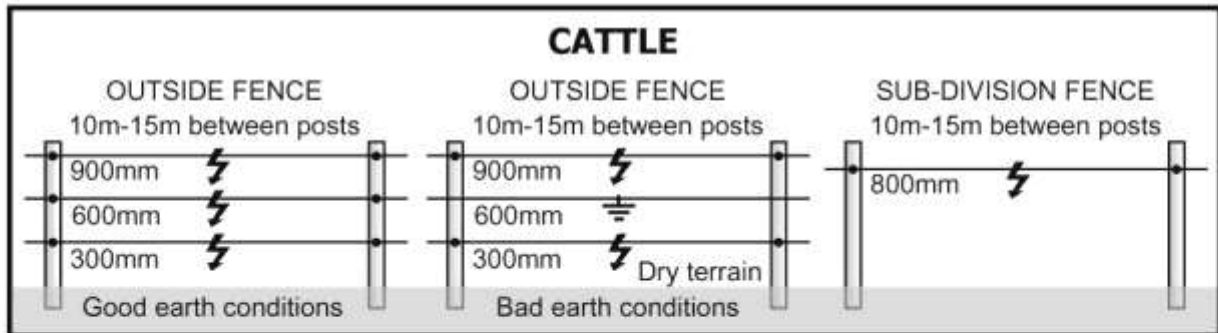 CATTLE
OUTSIDE FENCE
10m-15m between posts
900mm
600mm
300mm
Good earth conditions
OUTSIDE FENCE
10m-15m between posts
900mm
600mm
300mm
Dry terrain
Bad earth conditions
SUB-DIVISION FENCE
10m-15m between posts
800mm